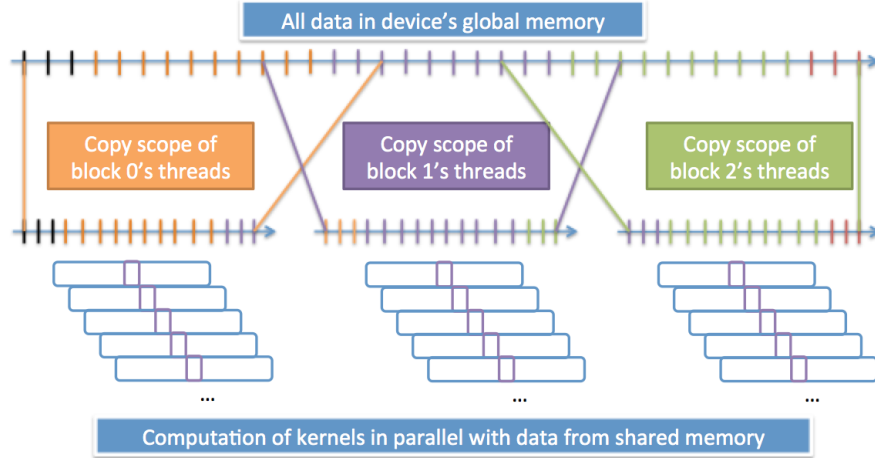 All data in device's global memory
Copy scope of
block 0's threads
Copy scope of
block 1's threads
Copy scope of
block 2's threads
...
...
...
Computation of kernels in parallel with data from shared memory